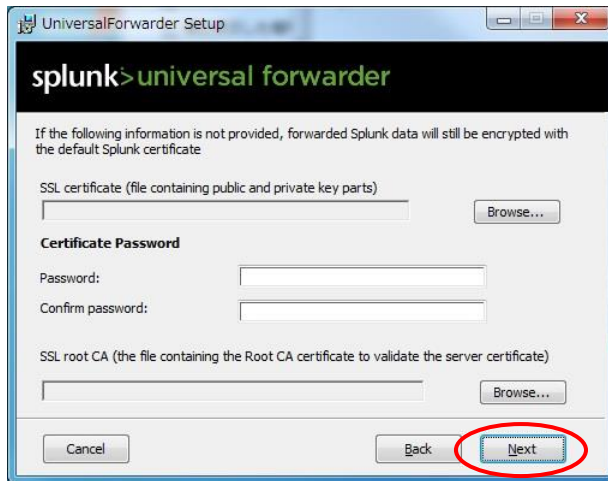 UniversalForwarder Setup
splunk>universal forwarder
If the following information is not provided, forwarded Splunk data will still be encrypted with
the default Splunk certificate
SSL certificate (file containing public and private key parts)
Browse...
Certificate Password
Password:
Confirm password:
SSL root CA (the file containing the Root CA certificate to validate the server certificate)
Browse...
Cancel Back Next